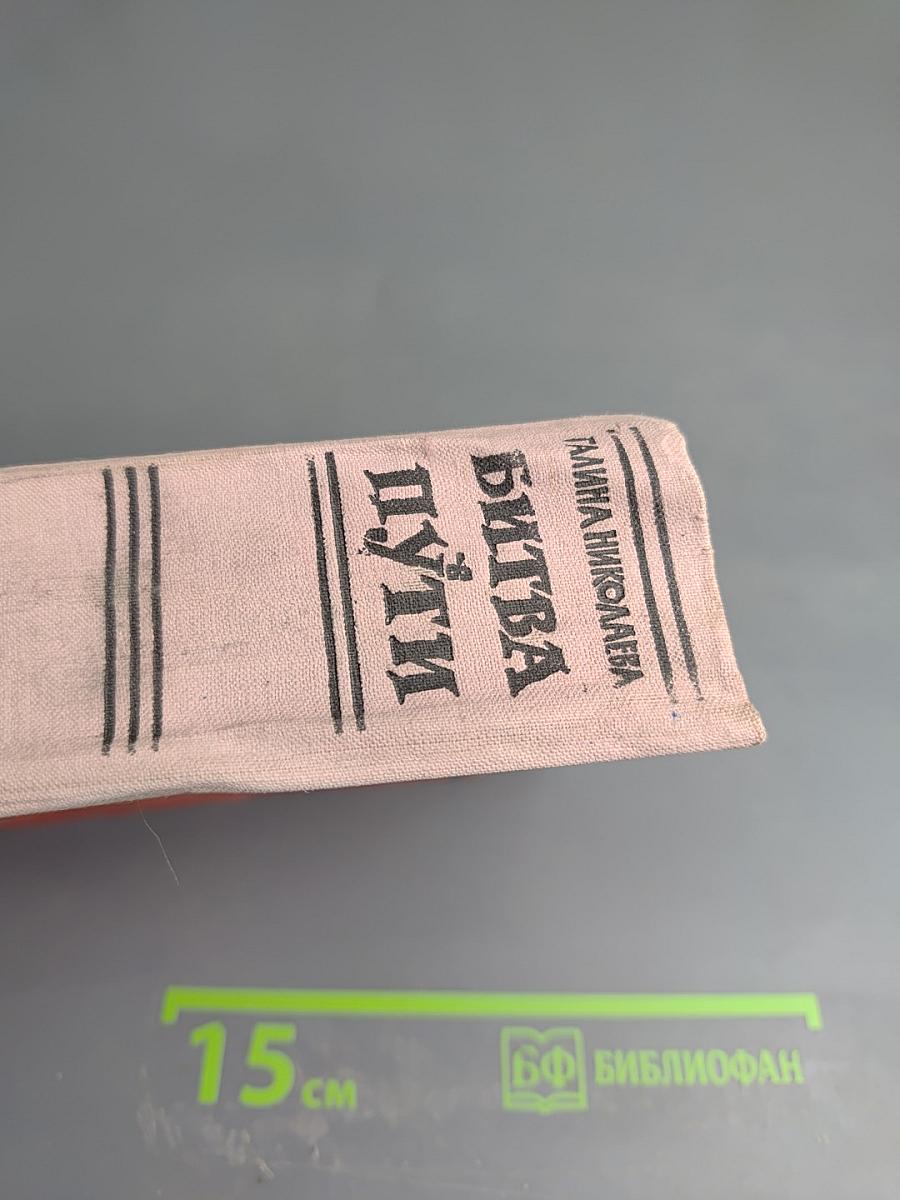 ГАЛИНА НИКОЛАЕВА
БИТВА
В
ПУТИ
15 см
БФ БИБЛИОФАН